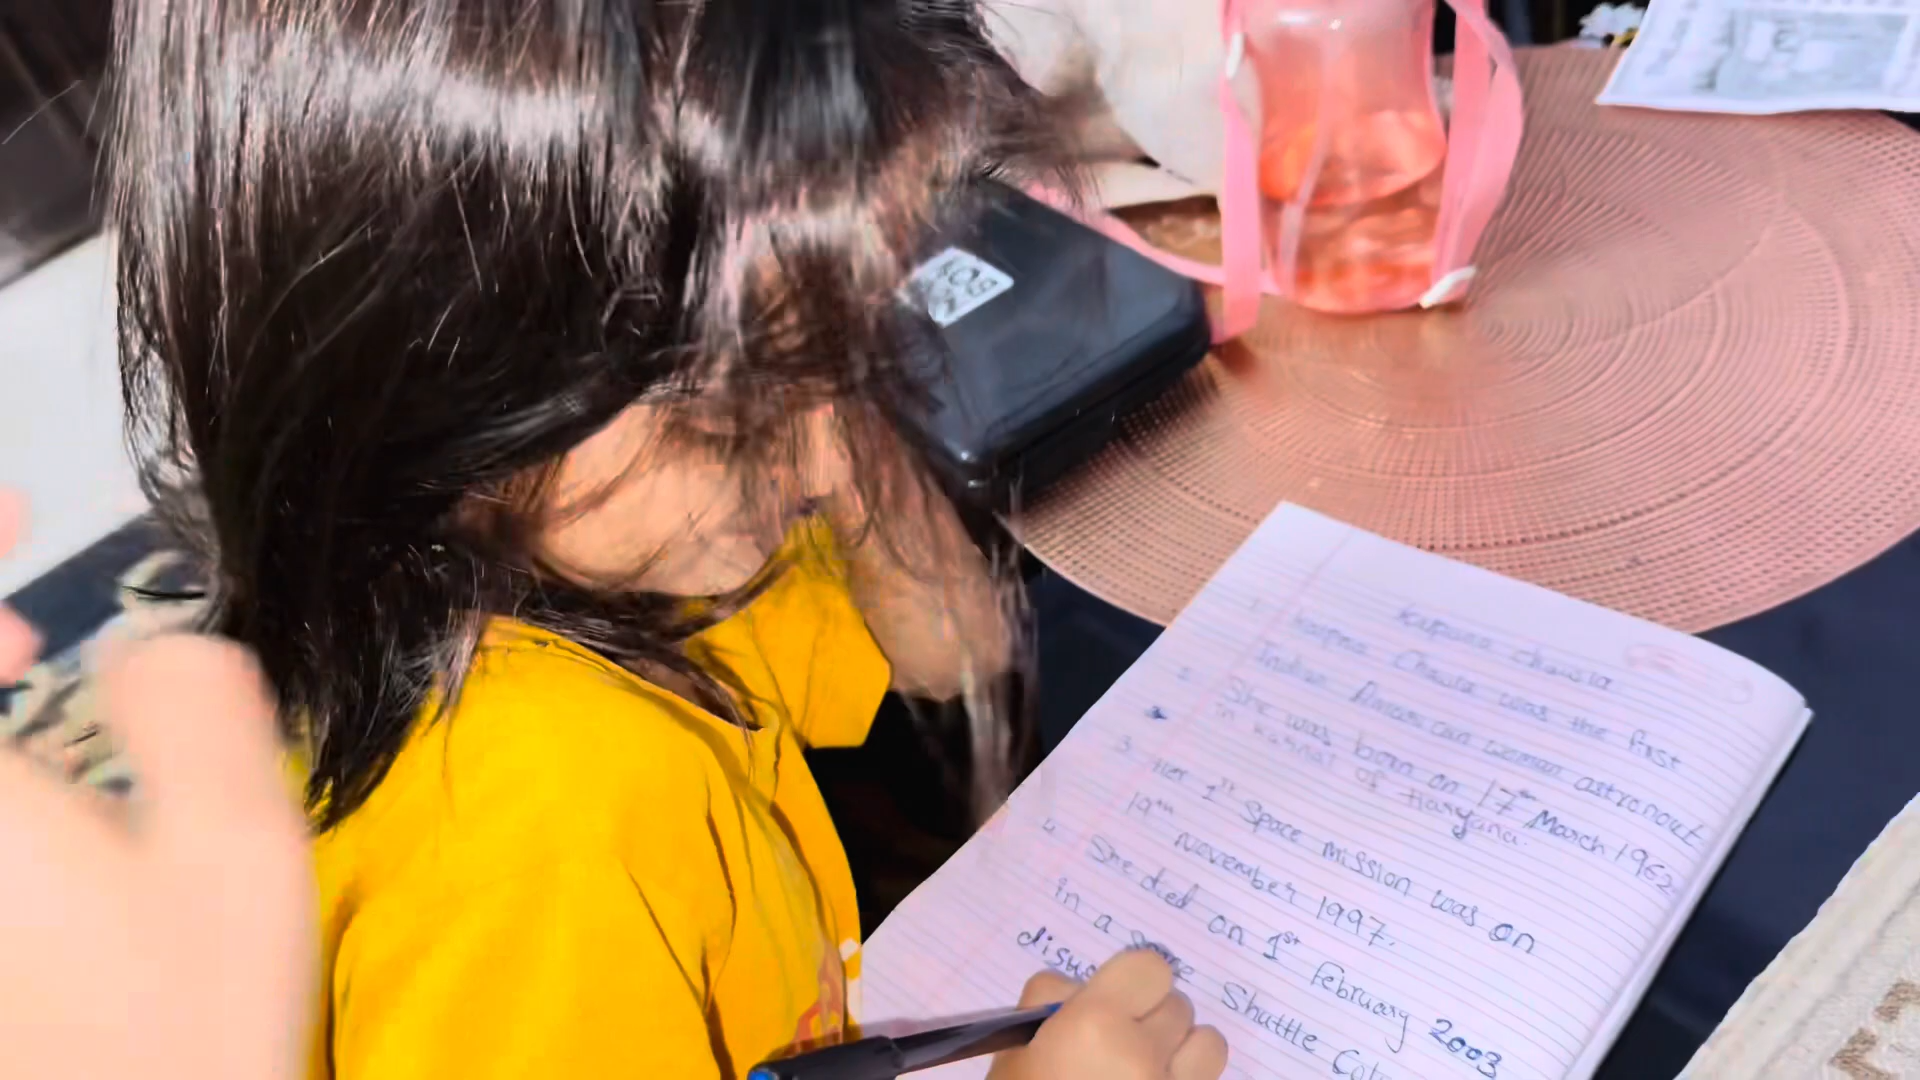 Kalpana Chawla
1. Kalpana Chawla was the first
Indian American woman astronout
2. She was born on 17th March 1962
in Karnal of Haryana.
3. Her 1st Space mission was on
19th November 1997.
4. She died on 1st February 2003
in a Shuttle